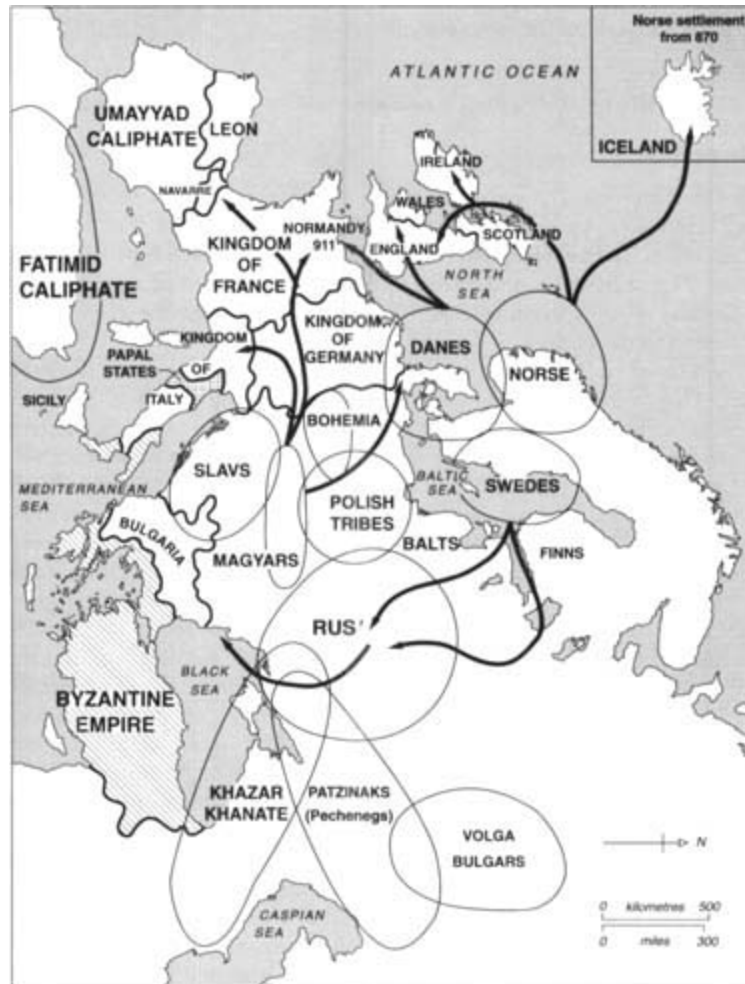 Norse settlement
from 870
ATLANTIC OCEAN
ICELAND
UMAYYAD
CALIPHATE
LEON
NAVARRE
IRELAND
WALES
SCOTLAND
ENGLAND
NORMANDY
911
KINGDOM
OF
FRANCE
NORTH
SEA
FATIMID
CALIPHATE
KINGDOM
OF
GERMANY
DANES
NORSE
KINGDOM
OF
ITALY
PAPAL
STATES
SICILY
BOHEMIA
SLAVS
MEDITERRANEAN
SEA
BALTIC
SEA
SWEDES
POLISH
TRIBES
BULGARIA
MAGYARS
BALTS
FINNS
RUS'
BLACK
SEA
BYZANTINE
EMPIRE
KHAZAR
KHANATE
PATZINAKS
(Pechenegs)
VOLGA
BULGARS
N
0 kilometres 500
0 miles 300
CASPIAN
SEA